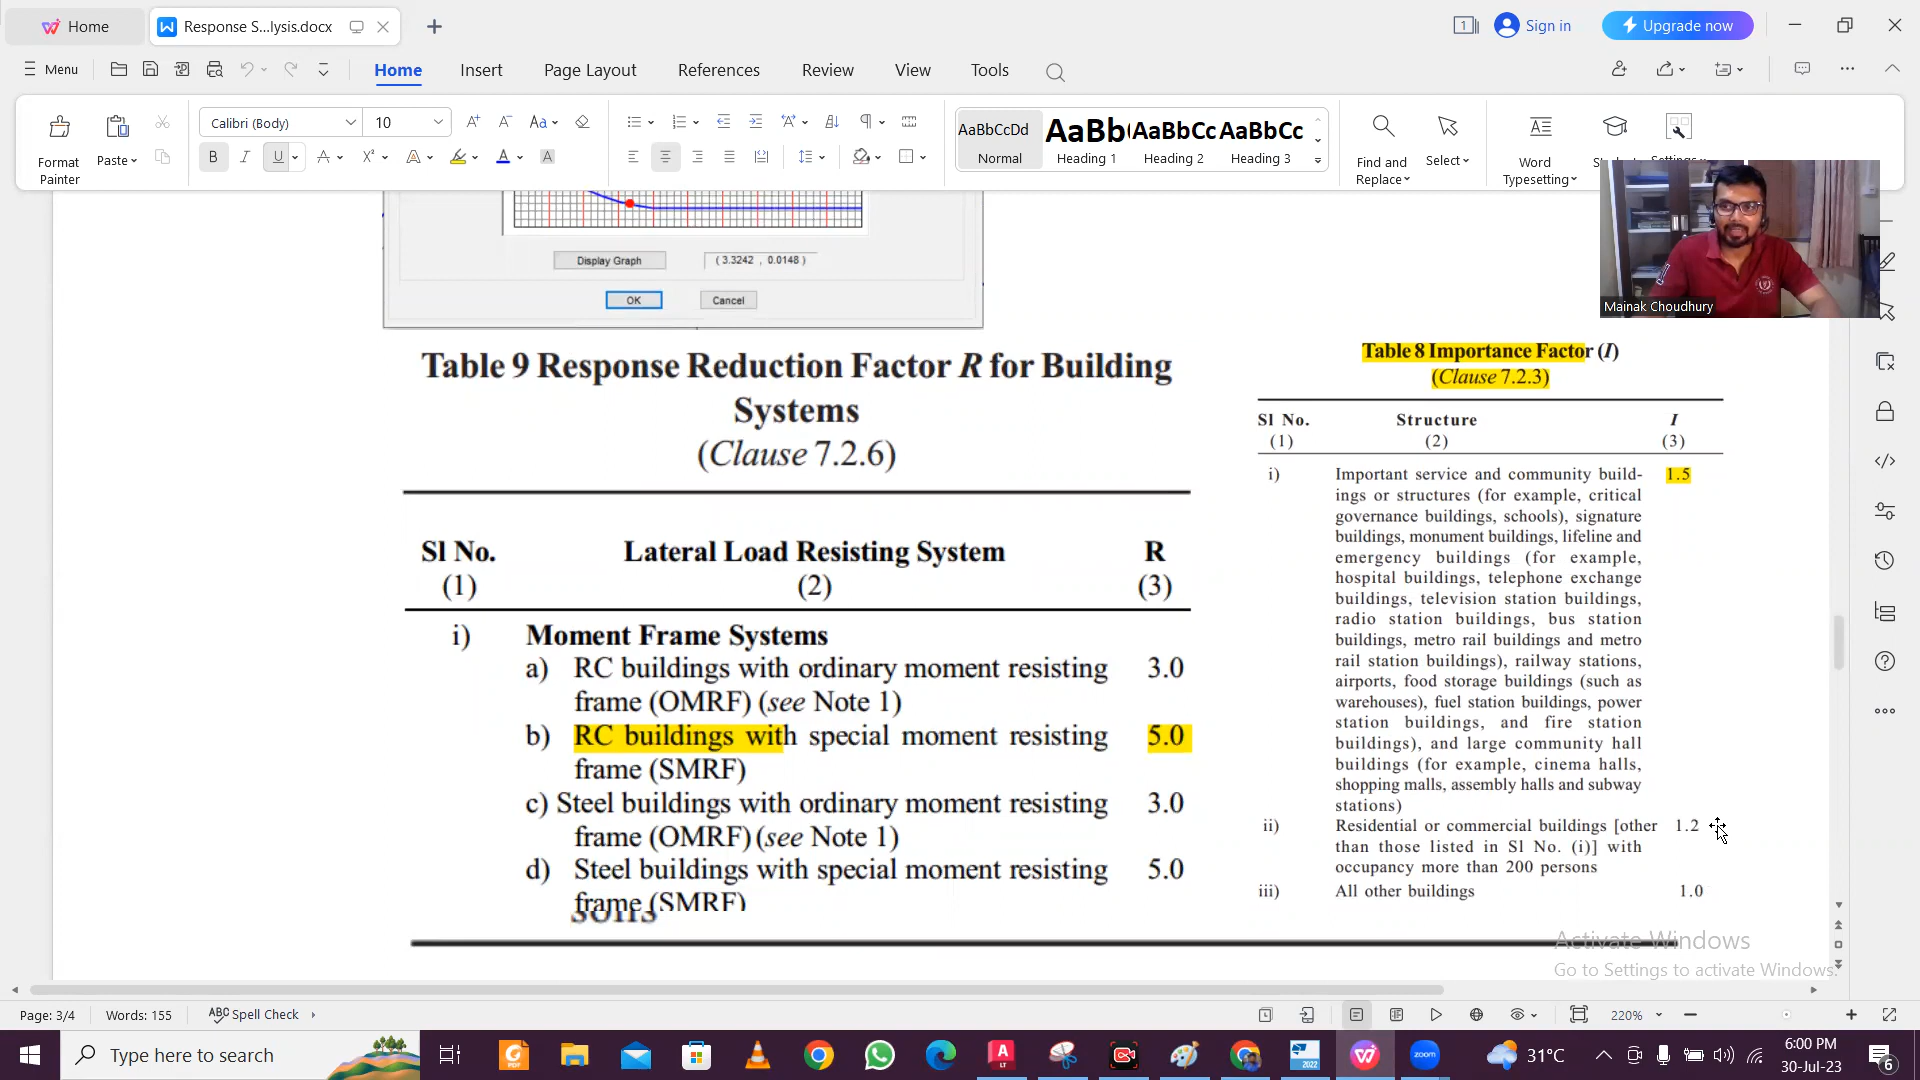 Home
Response S...lysis.docx
Sign in
Upgrade now
Menu
Home
Insert
Page Layout
References
Review
View
Tools
Format
Painter
Paste
Calibri (Body)
10
AaBbCcDd
Normal
AaBb(
Heading 1
AaBbCc
Heading 2
AaBbCc
Heading 3
Find and
Replace
Select
Word
Typesetting
Mainak Choudhury
Display Graph
( 3.3242 , 0.0148 )
OK
Cancel
Table 9 Response Reduction Factor R for Building
Systems
(Clause 7.2.6)
Sl No.
Lateral Load Resisting System
R
(1)
(2)
(3)
i)
Moment Frame Systems
a) RC buildings with ordinary moment resisting 3.0
frame (OMRF) (see Note 1)
b) RC buildings with special moment resisting 5.0
frame (SMRF)
c) Steel buildings with ordinary moment resisting 3.0
frame (OMRF) (see Note 1)
d) Steel buildings with special moment resisting 5.0
frame (SMRF)
Table 8 Importance Factor (I)
(Clause 7.2.3)
Sl No. Structure I
(1) (2) (3)
i) Important service and community build- 1.5
ings or structures (for example, critical
governance buildings, schools), signature
buildings, monument buildings, lifeline and
emergency buildings (for example,
hospital buildings, telephone exchange
buildings, television station buildings,
radio station buildings, bus station
buildings, metro rail buildings and metro
rail station buildings), railway stations,
airports, food storage buildings (such as
warehouses), fuel station buildings, power
station buildings, and fire station
buildings), and large community hall
buildings (for example, cinema halls,
shopping malls, assembly halls and subway
stations)
ii) Residential or commercial buildings [other 1.2
than those listed in Sl No. (i)] with
occupancy more than 200 persons
iii) All other buildings 1.0
Activate Windows
Go to Settings to activate Windows.
Page: 3/4
Words: 155
Spell Check
220%
Type here to search
31°C
6:00 PM
30-Jul-23
6